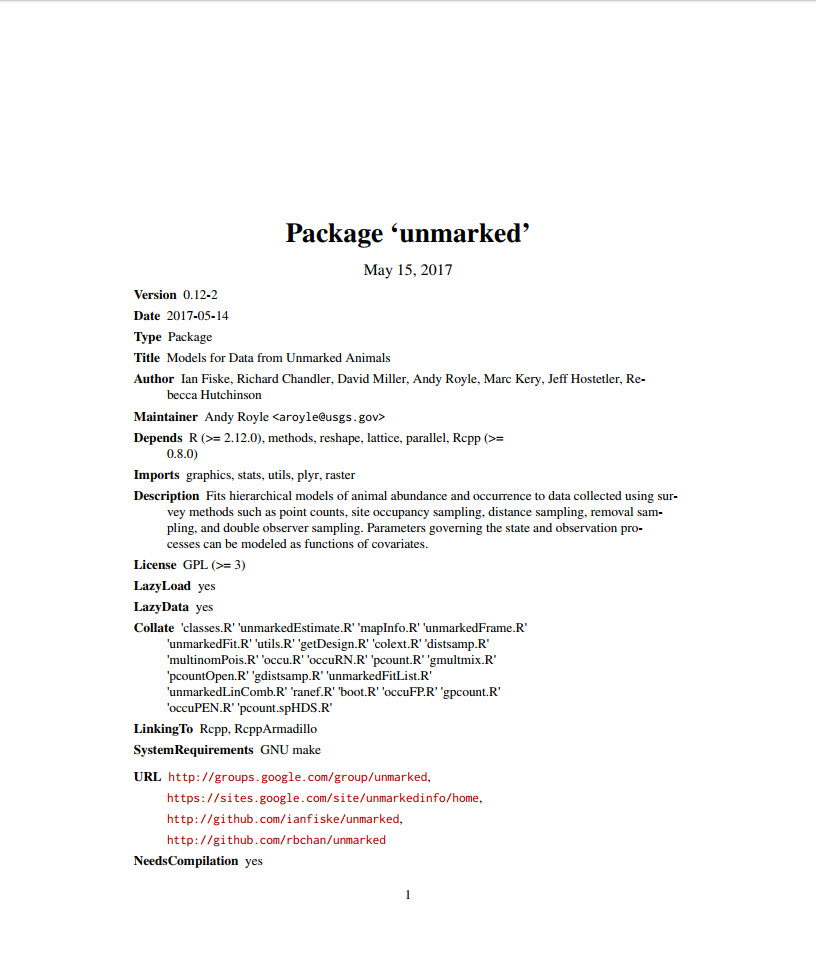 Package ‘unmarked’
May 15, 2017
Version 0.12-2
Date 2017-05-14
Type Package
Title Models for Data from Unmarked Animals
Author Ian Fiske, Richard Chandler, David Miller, Andy Royle, Marc Kery, Jeff Hostetler, Re-
becca Hutchinson
Maintainer Andy Royle <aroyle@usgs.gov>
Depends R (>= 2.12.0), methods, reshape, lattice, parallel, Rcpp (>=
0.8.0)
Imports graphics, stats, utils, plyr, raster
Description Fits hierarchical models of animal abundance and occurrence to data collected using sur-
vey methods such as point counts, site occupancy sampling, distance sampling, removal sam-
pling, and double observer sampling. Parameters governing the state and observation pro-
cesses can be modeled as functions of covariates.
License GPL (>= 3)
LazyLoad yes
LazyData yes
Collate 'classes.R' 'unmarkedEstimate.R' 'mapInfo.R' 'unmarkedFrame.R'
'unmarkedFit.R' 'utils.R' 'getDesign.R' 'colext.R' 'distsamp.R'
'multinomPois.R' 'occu.R' 'occuRN.R' 'pcount.R' 'gmultmix.R'
'pcountOpen.R' 'gdistsamp.R' 'unmarkedFitList.R'
'unmarkedLinComb.R' 'ranef.R' 'boot.R' 'occuFP.R' 'gpcount.R'
'occuPEN.R' 'pcount.spHDS.R'
LinkingTo Rcpp, RcppArmadillo
SystemRequirements GNU make
URL http://groups.google.com/group/unmarked,
https://sites.google.com/site/unmarkedinfo/home,
http://github.com/ianfiske/unmarked,
http://github.com/rbchan/unmarked
NeedsCompilation yes
1